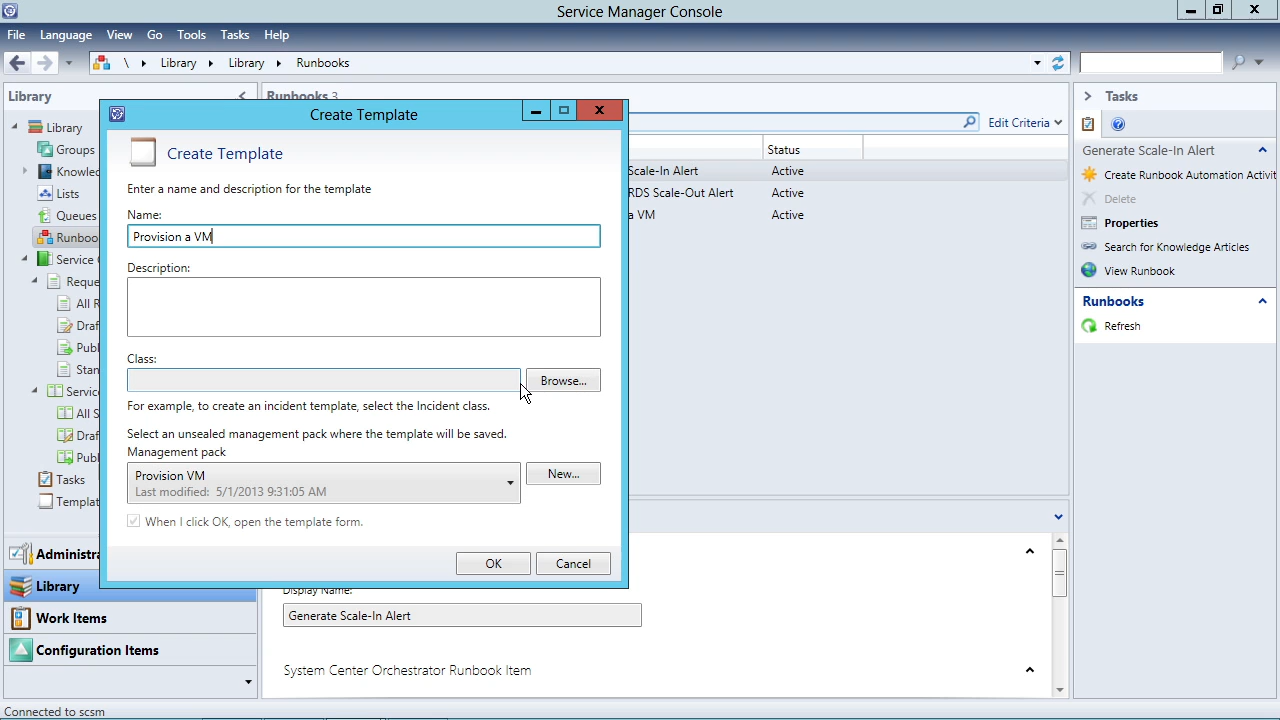 Service Manager Console
File Language View Go Tools Tasks Help
\ Library Library Runbooks
Library
Runbooks 3
Tasks
Create Template
Edit Criteria
Library
Groups
Lists
Queues
Create Template
Enter a name and description for the template
Name:
Provision a VM
Description:
Class:
Browse...
For example, to create an incident template, select the Incident class.
Select an unsealed management pack where the template will be saved.
Management pack
Provision VM
Last modified: 5/1/2013 9:31:05 AM
New...
When I click OK, open the template form.
OK Cancel
Status
Scale-In Alert Active
RDS Scale-Out Alert Active
a VM Active
Generate Scale-In Alert
Create Runbook Automation Activit
Delete
Properties
Search for Knowledge Articles
View Runbook
Runbooks
Refresh
Tasks
Library
Work Items
Configuration Items
Display Name:
Generate Scale-In Alert
System Center Orchestrator Runbook Item
Connected to scsm